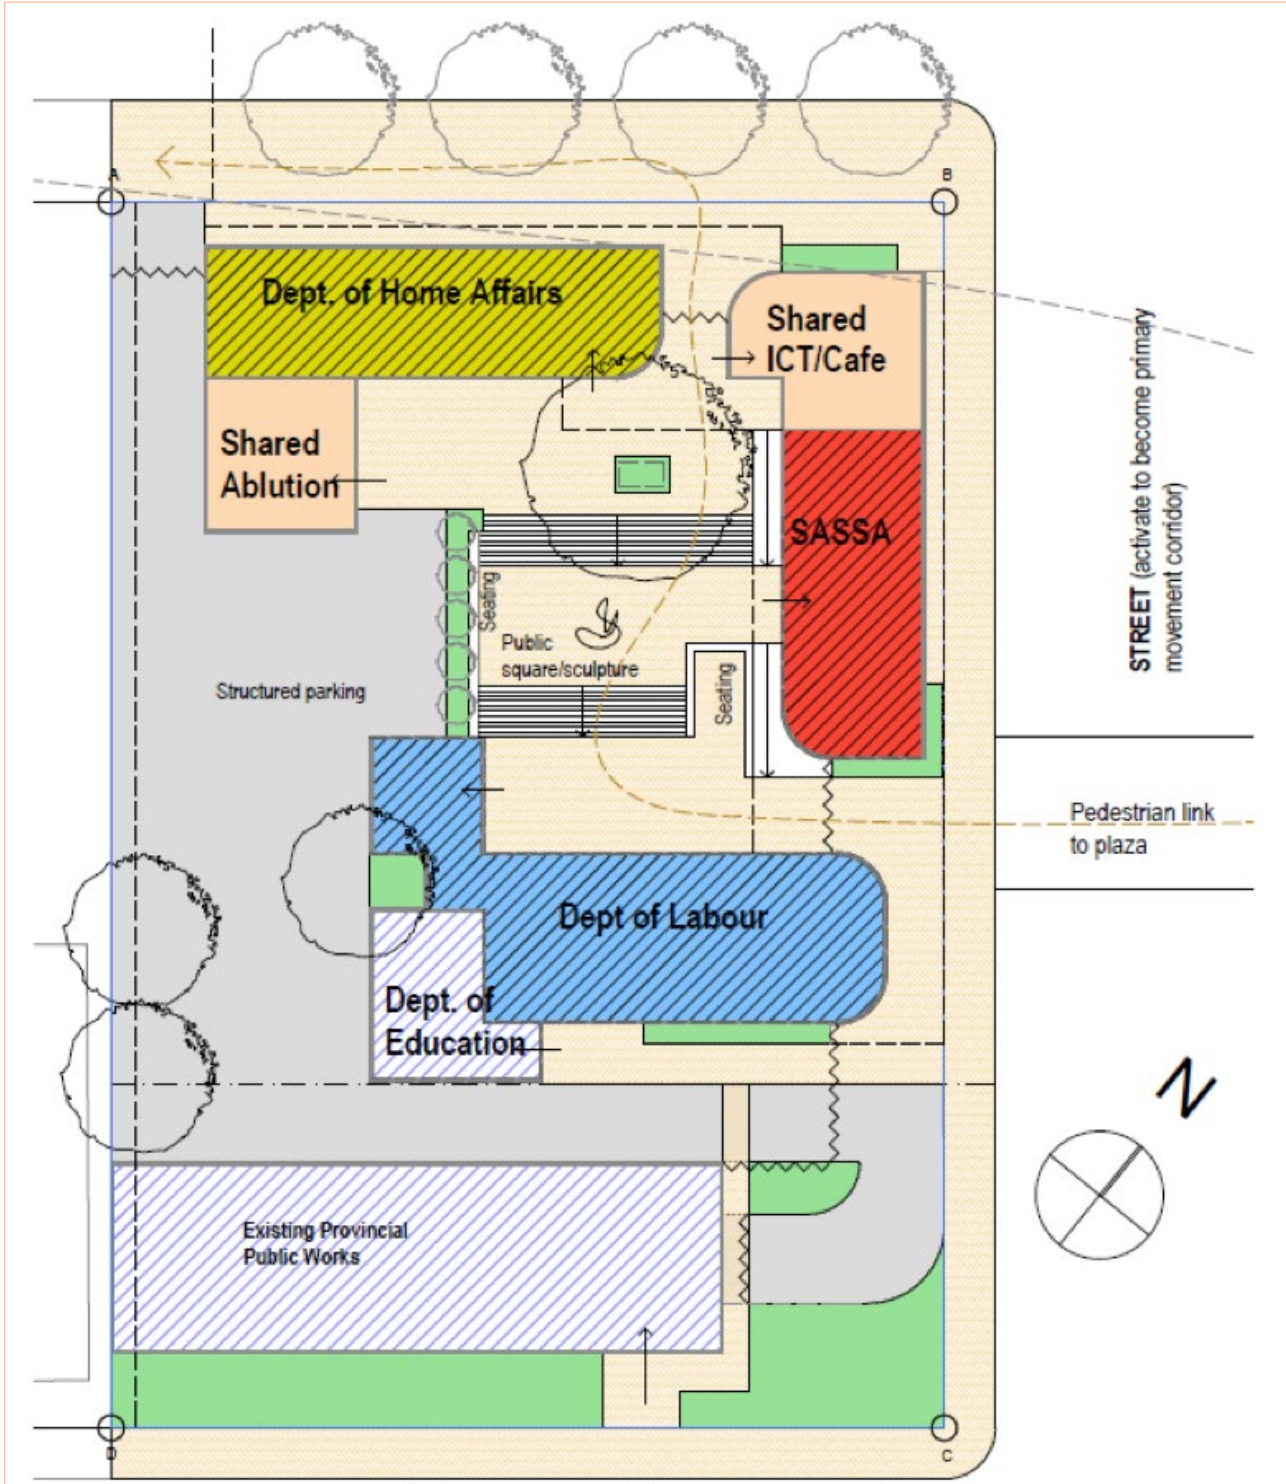 A
B
Dept. of Home Affairs
Shared
ICT/Cafe
Shared
Ablution
SASSA
STREET (activate to become primary
movement corridor)
Seating
Public
square/sculpture
Seating
Structured parking
Pedestrian link
to plaza
Dept of Labour
Dept. of
Education
N
Existing Provincial
Public Works
D
C